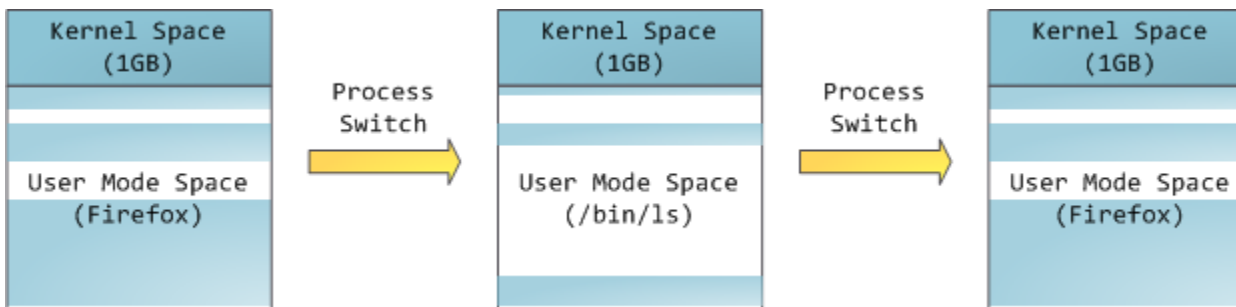 Kernel Space
(1GB)
User Mode Space
(Firefox)
Process
Switch
Kernel Space
(1GB)
User Mode Space
(/bin/ls)
Process
Switch
Kernel Space
(1GB)
User Mode Space
(Firefox)